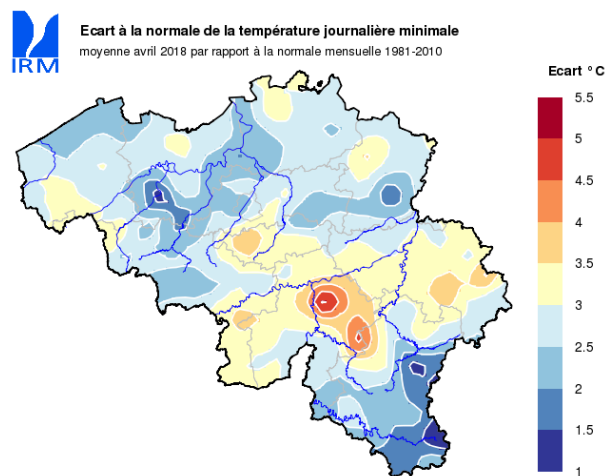 Ecart à la normale de la température journalière minimale
moyenne avril 2018 par rapport à la normale mensuelle 1981-2010
IRM
Ecart °C
5.5
5
4.5
4
3.5
3
2.5
2
1.5
1